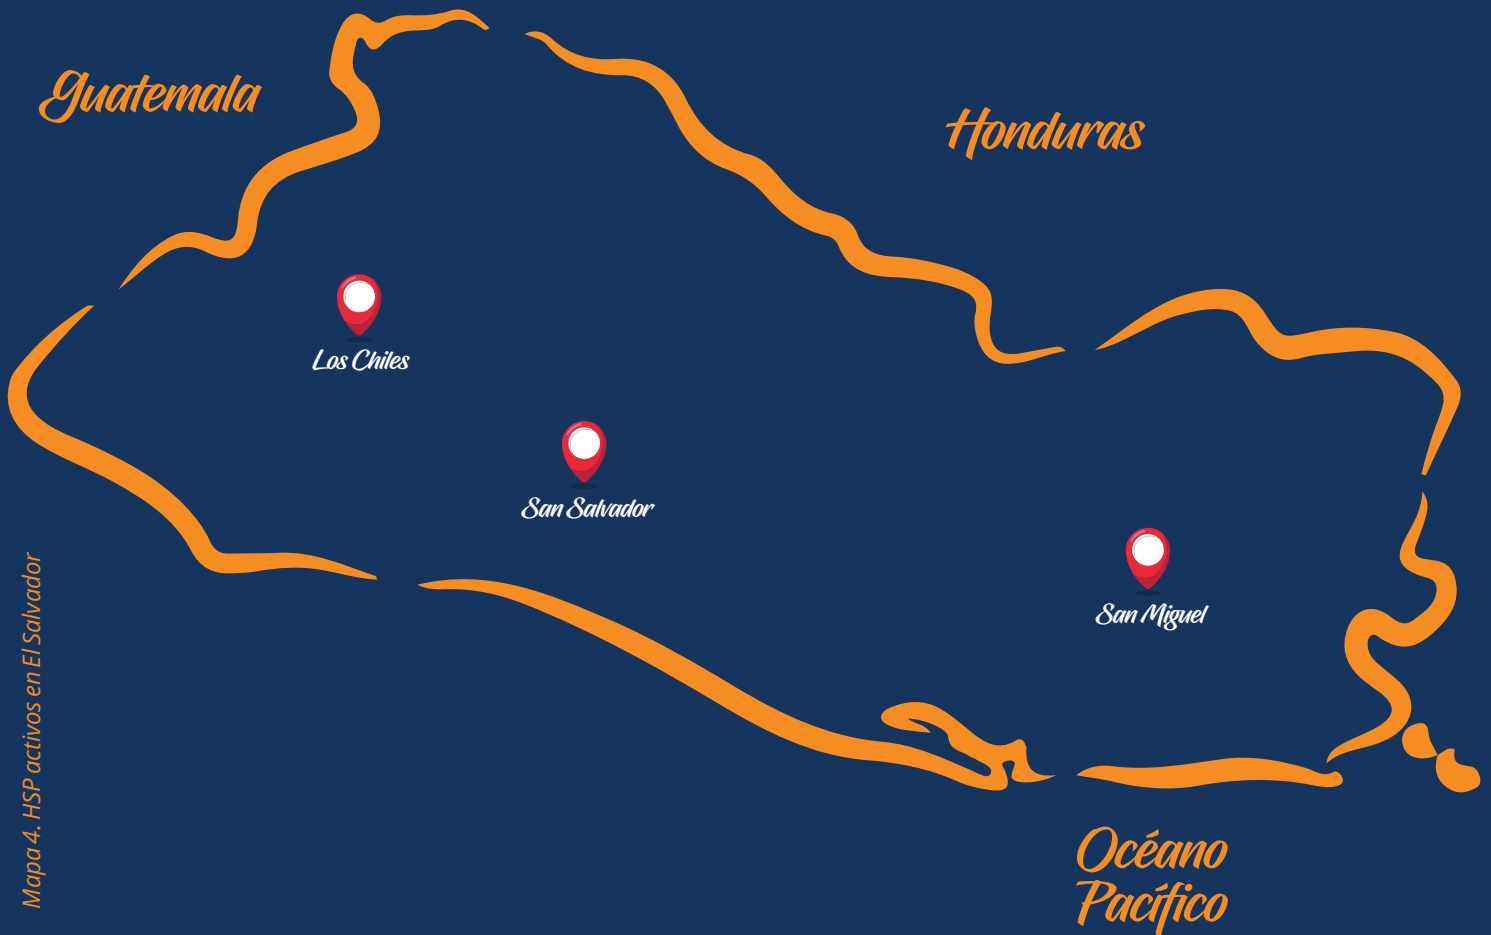 Guatemala
Honduras
Los Chiles
San Salvador
San Miguel
Mapa 4. HSP activos en El Salvador
Océano
Pacífico